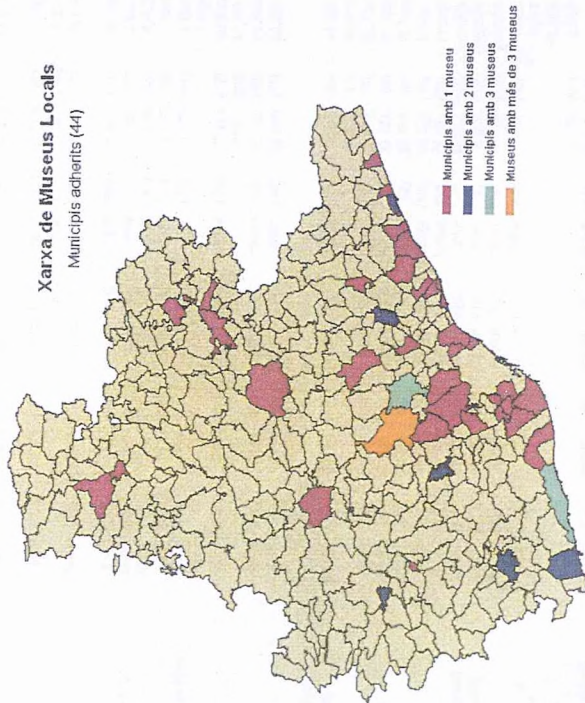 Xarxa de Museus Locals
Municipis adherits (44)
Municipis amb 1 museu
Municipis amb 2 museus
Municipis amb 3 museus
Museus amb més de 3 museus